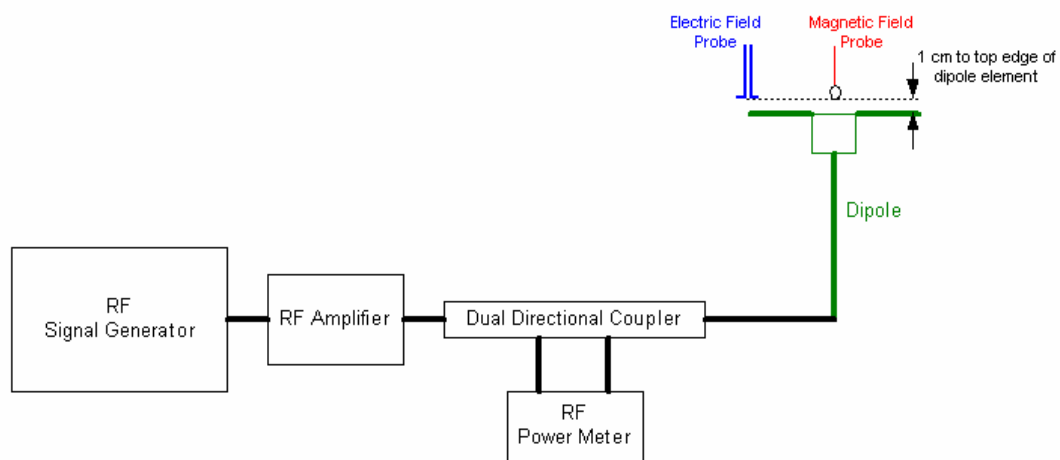 Electric Field
Probe
Magnetic Field
Probe
1 cm to top edge of
dipole element
Dipole
RF
Signal Generator
RF Amplifier
Dual Directional Coupler
RF
Power Meter